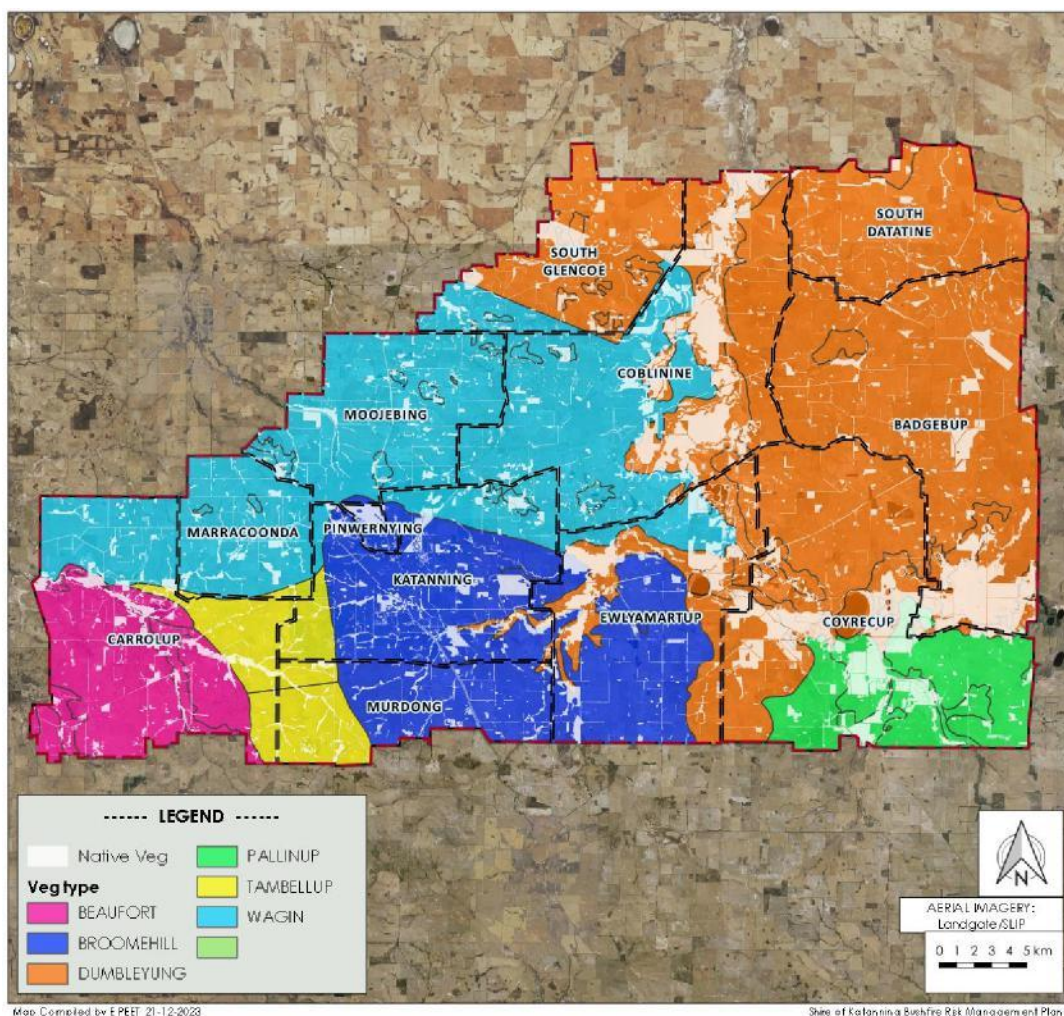 SOUTH
DATATINE
SOUTH
GLENCOE
COBLININE
MOOJEBING
BADGEBUP
MARRACOONDA
PINWERNYING
KATANNING
EWLYAMARTUP
COYRECUP
CARROLUP
MURDONG
------ LEGEND ------
Native Veg
Veg type
BEAUFORT
BROOMEHILL
DUMBLEYUNG
PALLINUP
TAMBELLUP
WAGIN
N
AERIAL IMAGERY:
Landgate/SLIP
0 1 2 3 4 5 km
Map Compiled by E PEET 21-12-2023
Shire of Katanning Bushfire Risk Management Plan